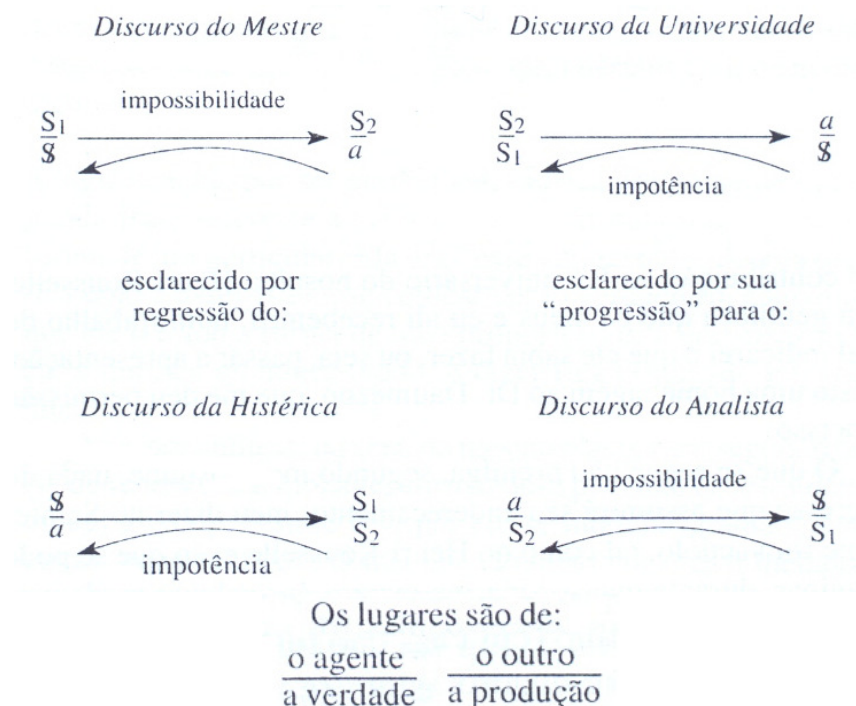 Discurso do Mestre
impossibilidade
S₁ S₂
$ a
Discurso da Universidade
S₂ a
S₁ $
impotência
esclarecido por
regressão do:
esclarecido por sua
“progressão” para o:
Discurso da Histérica
$ S₁
a S₂
impotência
Discurso do Analista
impossibilidade
a $
S₂ S₁
Os lugares são de:
o agente o outro
a verdade a produção